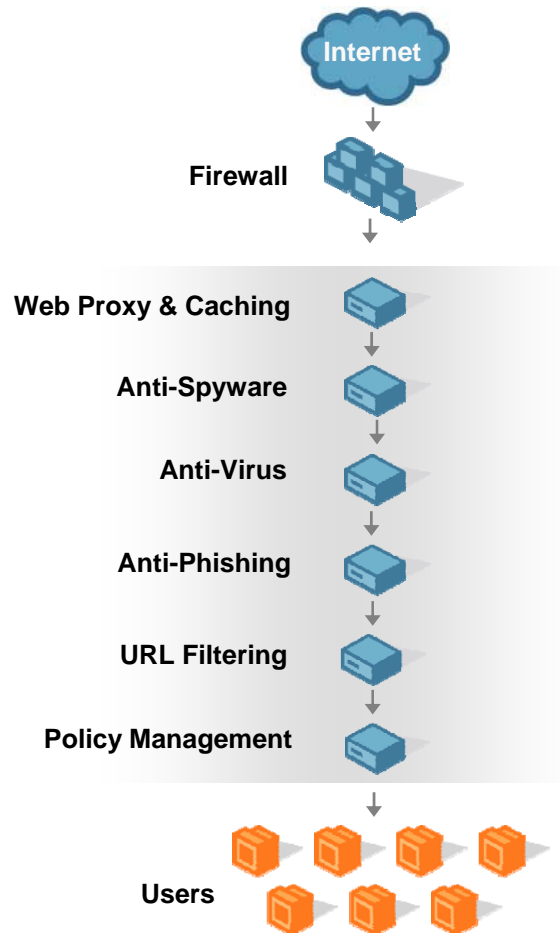 Internet
Firewall
Web Proxy & Caching
Anti-Spyware
Anti-Virus
Anti-Phishing
URL Filtering
Policy Management
Users